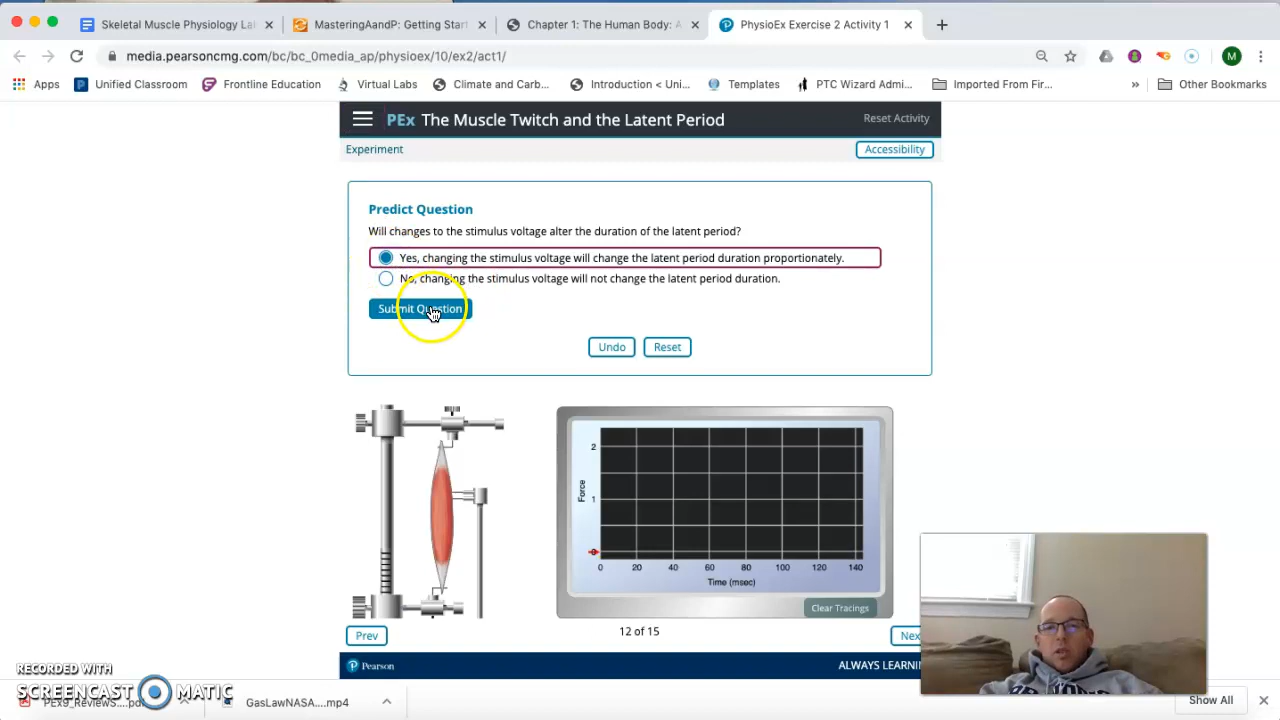 Skeletal Muscle Physiology La
MasteringAandP: Getting Star
Chapter 1: The Human Body: A
PhysioEx Exercise 2 Activity 1
media.pearsoncmg.com/bc/bc_0media_ap/physioex/10/ex2/act1/
M
Apps Unified Classroom Frontline Education Virtual Labs Climate and Carb... Introduction < Uni... Templates PTC Wizard Admi... Imported From Fir... » Other Bookmarks
PEx The Muscle Twitch and the Latent Period
Reset Activity
Experiment
Accessibility
Predict Question
Will changes to the stimulus voltage alter the duration of the latent period?
Yes, changing the stimulus voltage will change the latent period duration proportionately.
No, changing the stimulus voltage will not change the latent period duration.
Submit Question
Undo Reset
2
1
0
Force
0 20 40 60 80 100 120 140
Time (msec)
Clear Tracings
12 of 15
Prev
Nex
Pearson
ALWAYS LEARNIN
RECORDED WITH
SCREENCAST MATIC
GasLawNASA....mp4
Show All